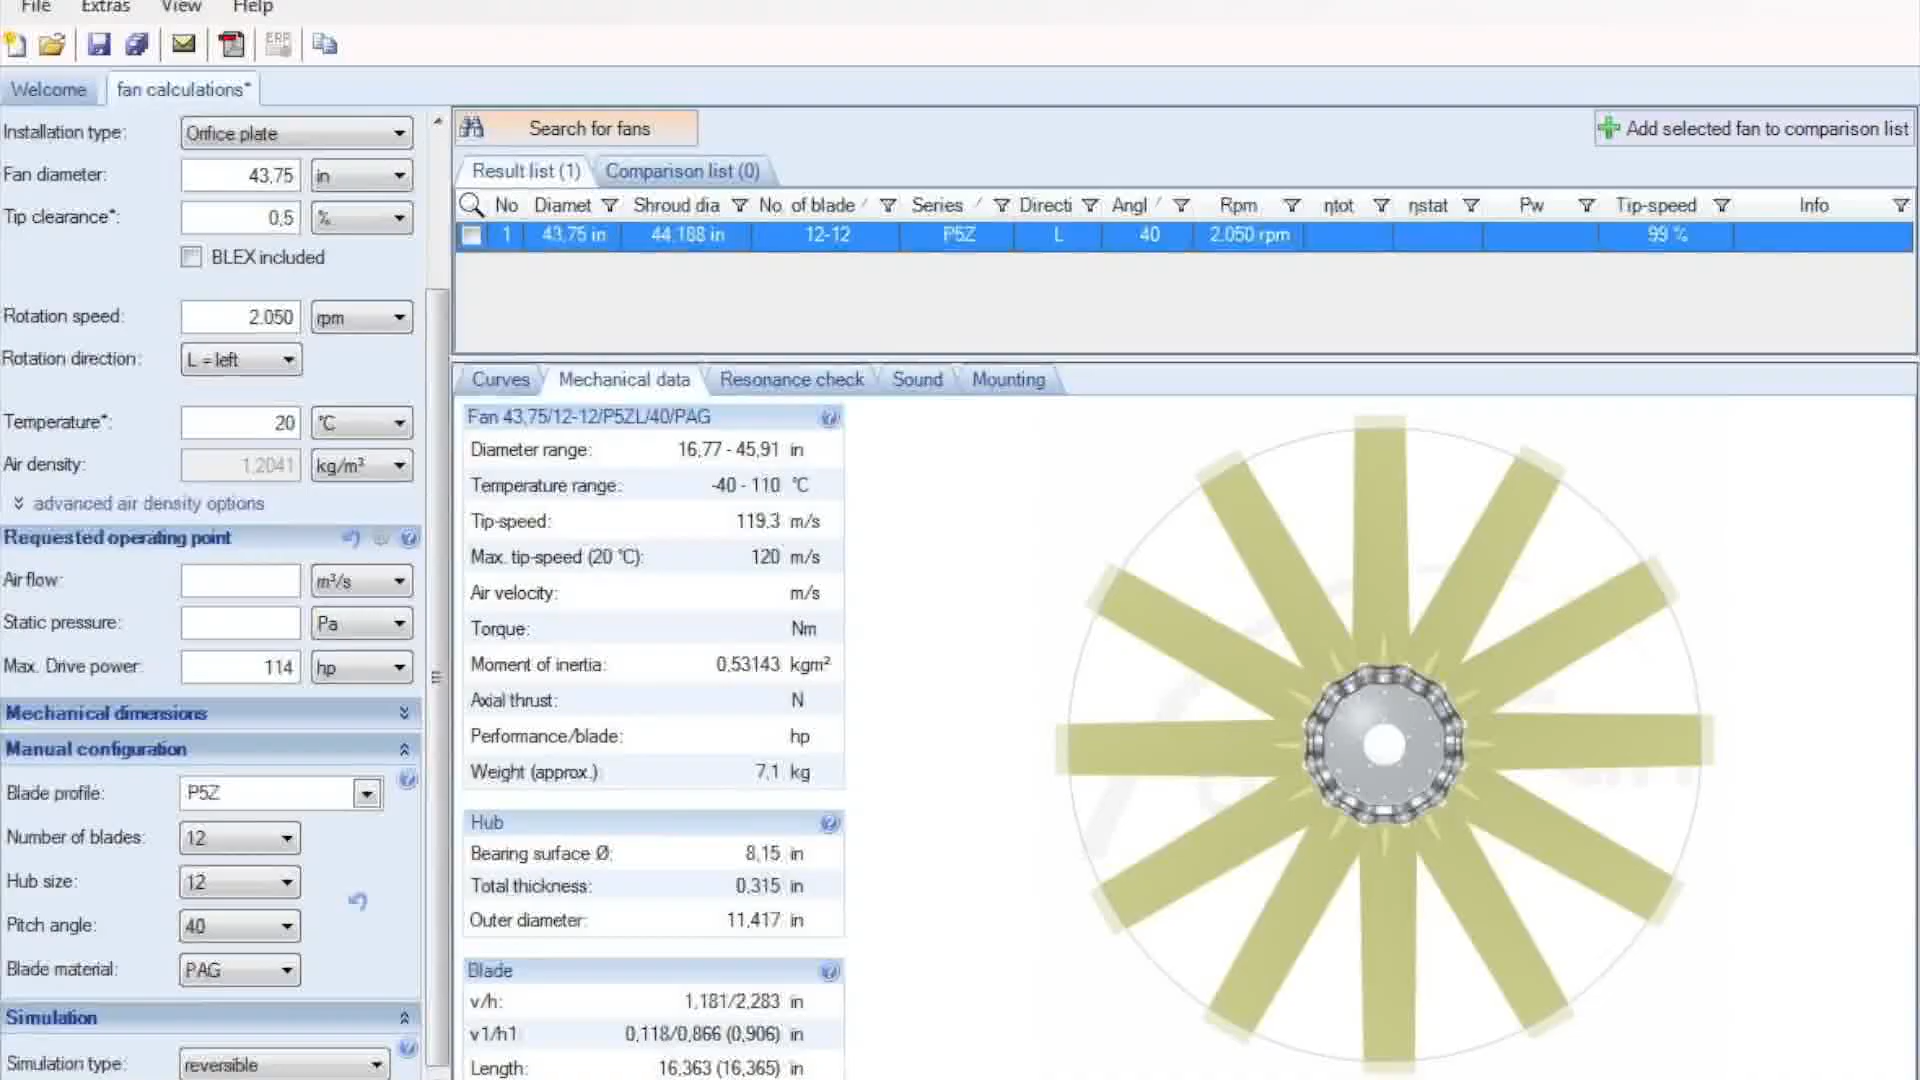 File Extras View Help
ERP
Welcome fan calculations*
Installation type: Orifice plate
Fan diameter: 43,75 in
Tip clearance*: 0,5 %
BLEX included
Rotation speed: 2.050 rpm
Rotation direction: L = left
Temperature*: 20 °C
Air density: 1,2041 kg/m³
advanced air density options
Requested operating point
Air flow: m³/s
Static pressure: Pa
Max. Drive power: 114 hp
Mechanical dimensions
Manual configuration
Blade profile: P5Z
Number of blades: 12
Hub size: 12
Pitch angle: 40
Blade material: PAG
Simulation
Simulation type: reversible
Search for fans
Add selected fan to comparison list
Result list (1) Comparison list (0)
No Diamet Shroud dia No. of blade Series Directi Angl Rpm ηtot ηstat Pw Tip-speed Info
1 43,75 in 44.188 in 12-12 P5Z L 40 2.050 rpm 99 %
Curves Mechanical data Resonance check Sound Mounting
Fan 43,75/12-12/P5ZL/40/PAG
Diameter range: 16,77 - 45,91 in
Temperature range: -40 - 110 °C
Tip-speed: 119,3 m/s
Max. tip-speed (20 °C): 120 m/s
Air velocity: m/s
Torque: Nm
Moment of inertia: 0,53143 kgm²
Axial thrust: N
Performance/blade: hp
Weight (approx.) 7,1 kg
Hub
Bearing surface Ø: 8,15 in
Total thickness: 0,315 in
Outer diameter: 11,417 in
Blade
v/h: 1,181/2,283 in
v1/h1 0,118/0,866 (0,906) in
Length: 16,363 (16,365) in